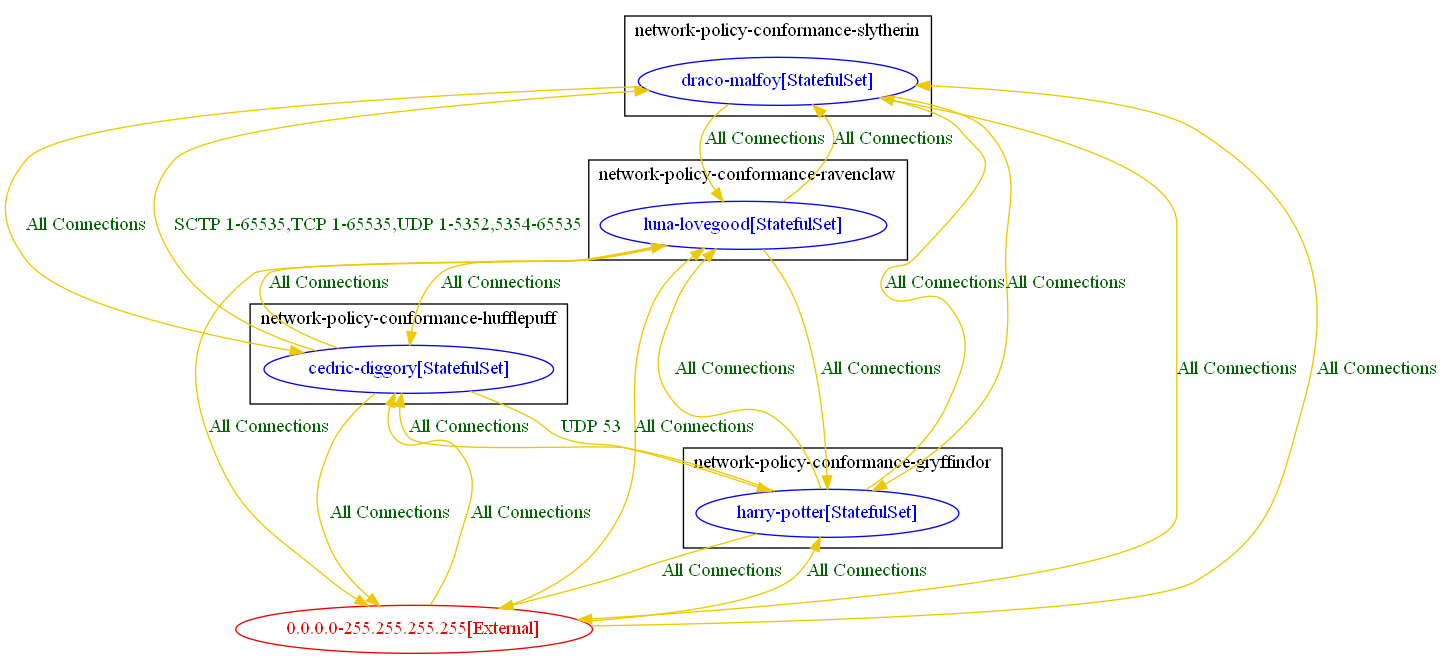 network-policy-conformance-slytherin
draco-malfoy[StatefulSet]
All Connections
All Connections
network-policy-conformance-ravenclaw
luna-lovegood[StatefulSet]
All Connections
SCTP 1-65535,TCP 1-65535,UDP 1-5352,5354-65535
All Connections
All Connections
All Connections
All Connections
network-policy-conformance-hufflepuff
cedric-diggory[StatefulSet]
All Connections
All Connections
All Connections
All Connections
All Connections
All Connections
UDP 53
All Connections
network-policy-conformance-gryffindor
harry-potter[StatefulSet]
All Connections
All Connections
All Connections
All Connections
0.0.0.0-255.255.255.255[External]